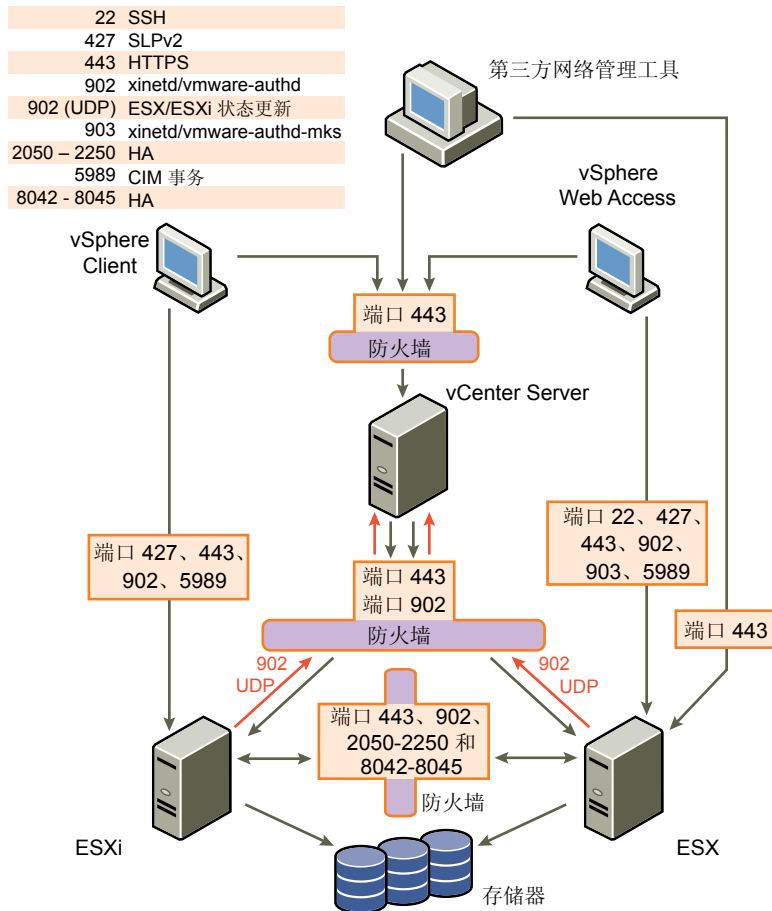 22 SSH
427 SLPv2
443 HTTPS
902 xinetd/vmware-authd
902 (UDP) ESX/ESXi 状态更新
903 xinetd/vmware-authd-mks
2050 – 2250 HA
5989 CIM 事务
8042 - 8045 HA
第三方网络管理工具
vSphere
Client
vSphere
Web Access
端口 443
防火墙
vCenter Server
端口 427、443、
902、5989
端口 22、427、
443、902、
903、5989
端口 443
端口 902
防火墙
端口 443
902
UDP
902
UDP
端口 443、902、
2050-2250 和
8042-8045
防火墙
ESXi
ESX
存储器